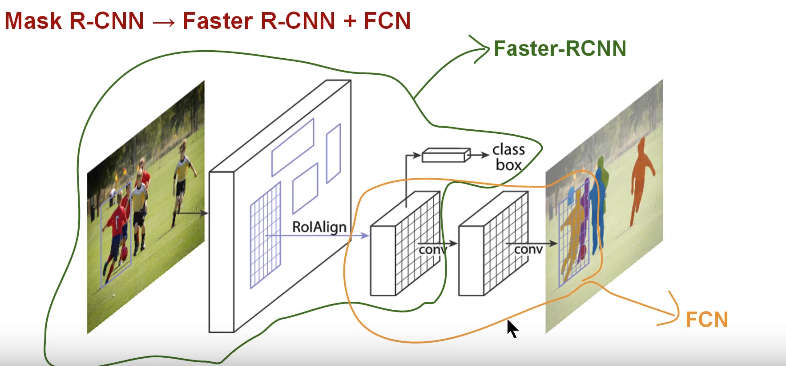 Mask R-CNN → Faster R-CNN + FCN
Faster-RCNN
class
box
RoIAlign
conv
conv
FCN